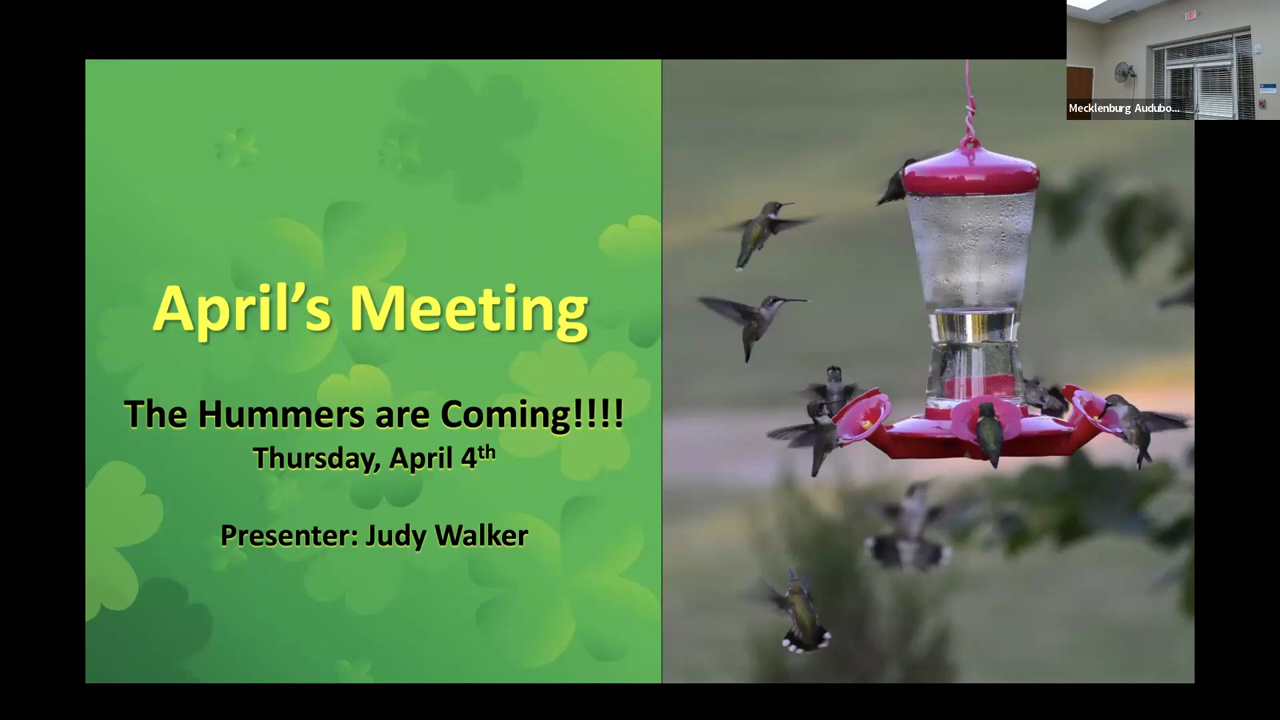 Mecklenburg Audubo...
April's Meeting
The Hummers are Coming!!!!
Thursday, April 4th
Presenter: Judy Walker